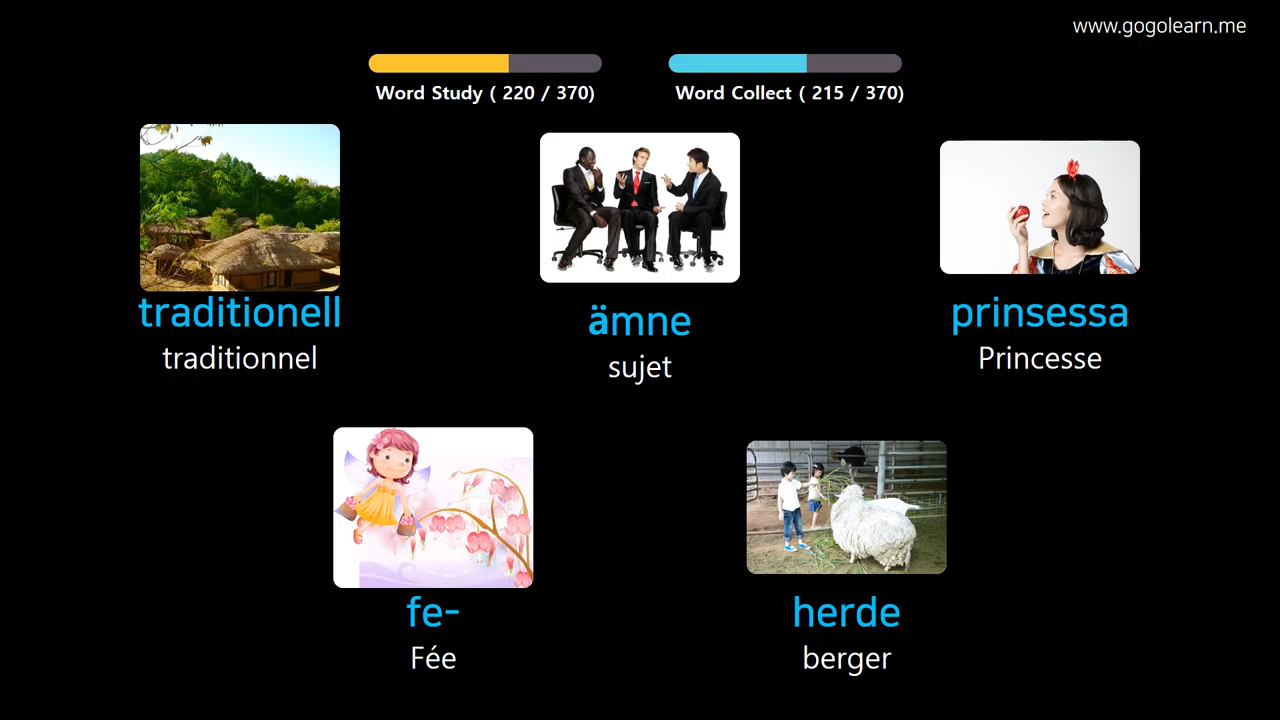 www.gogolearn.me
Word Study ( 220 / 370)
Word Collect ( 215 / 370)
traditionell
traditionnel
ämne
sujet
prinsessa
Princesse
fe-
Fée
herde
berger